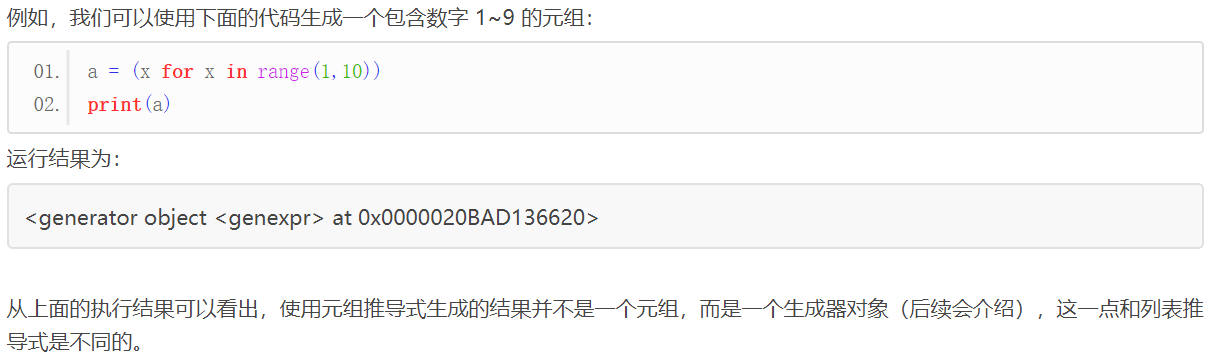 例如，我们可以使用下面的代码生成一个包含数字 1~9 的元组：
01. a = (x for x in range(1,10))
02. print(a)
运行结果为：
<generator object <genexpr> at 0x0000020BAD136620>
从上面的执行结果可以看出，使用元组推导式生成的结果并不是一个元组，而是一个生成器对象（后续会介绍），这一点和列表推
导式是不同的。